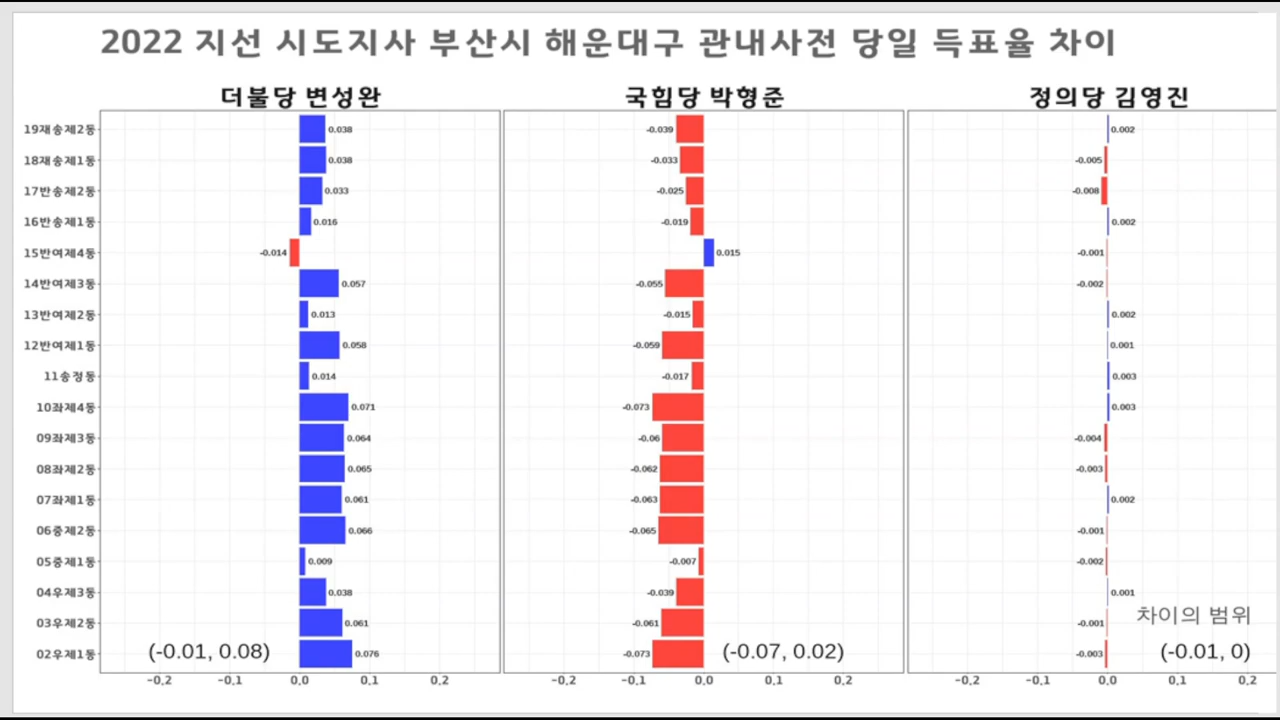 2022 지선 시도지사 부산시 해운대구 관내사전 당일 득표율 차이
더불당 변성완 국힘당 박형준 정의당 김영진
19재송제2동 0.038 -0.039 0.002
18재송제1동 0.038 -0.033 -0.005
17반송제2동 0.033 -0.025 -0.008
16반송제1동 0.016 -0.019 0.002
15반여제4동 -0.014 0.015 -0.001
14반여제3동 0.057 -0.055 -0.002
13반여제2동 0.013 -0.015 0.002
12반여제1동 0.058 -0.059 0.001
11송정동 0.014 -0.017 0.003
10좌제4동 0.071 -0.073 0.003
09좌제3동 0.064 -0.06 -0.004
08좌제2동 0.065 -0.062 -0.003
07좌제1동 0.061 -0.063 0.002
06중제2동 0.066 -0.065 -0.001
05중제1동 0.009 -0.007 -0.002
04우제3동 0.038 -0.039 0.001
03우제2동 0.061 -0.061 -0.001 차이의 범위
02우제1동 (-0.01, 0.08) 0.076 -0.073 (-0.07, 0.02) -0.003 (-0.01, 0)
-0.2 -0.1 0.0 0.1 0.2 -0.2 -0.1 0.0 0.1 0.2 -0.2 -0.1 0.0 0.1 0.2